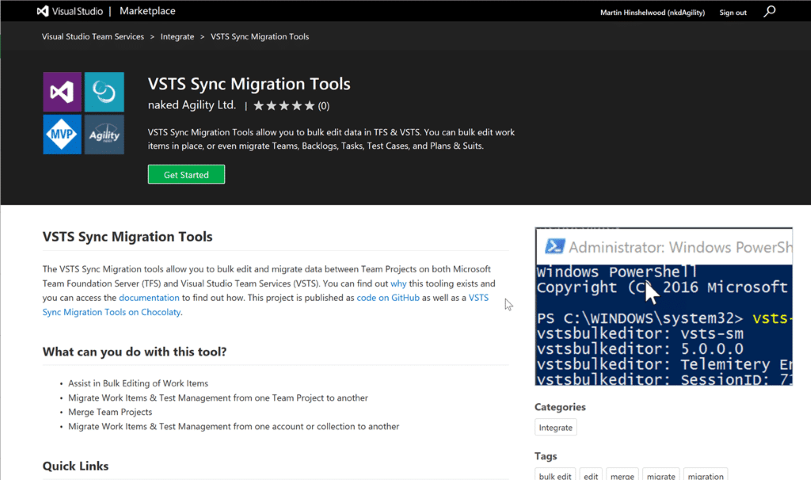 Visual Studio | Marketplace
Martin Hinshelwood (nkdAgility) Sign out
Visual Studio Team Services > Integrate > VSTS Sync Migration Tools
VSTS Sync Migration Tools
naked Agility Ltd. | ★★★★★ (0)
MVP
Agility
VSTS Sync Migration Tools allow you to bulk edit data in TFS & VSTS. You can bulk edit work
items in place, or even migrate Teams, Backlogs, Tasks, Test Cases, and Plans & Suits.
Get Started
VSTS Sync Migration Tools
The VSTS Sync Migration tools allow you to bulk edit and migrate data between Team Projects on both Microsoft
Team Foundation Server (TFS) and Visual Studio Team Services (VSTS). You can find out why this tooling exists and
you can access the documentation to find out how. This project is published as code on GitHub as well as a VSTS
Sync Migration Tools on Chocolaty.
What can you do with this tool?
• Assist in Bulk Editing of Work Items
• Migrate Work Items & Test Management from one Team Project to another
• Merge Team Projects
• Migrate Work Items & Test Management from one account or collection to another
Quick Links
Administrator: Windows PowerSh
Windows PowerShell
Copyright (C) 2016 Microsoft
PS C:\WINDOWS\system32> vsts-
vstsbulkeditor: vsts-sm
vstsbulkeditor: 5.0.0.0
vstsbulkeditor: Telemitery En
vstsbulkeditor: SessionID: 7
Categories
Integrate
Tags
bulk edit edit merge migrate migration